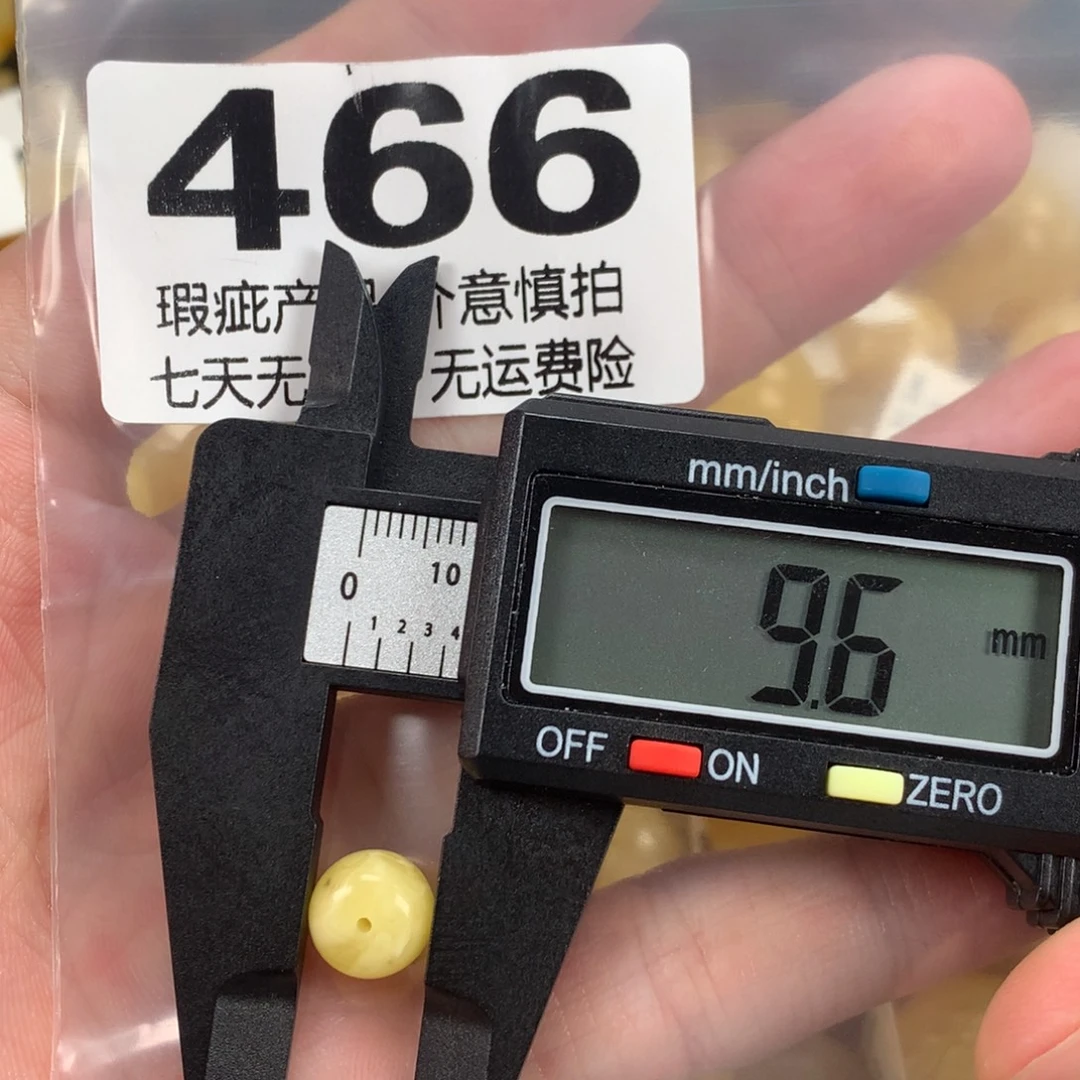 466
瑕疵产 介意慎拍
七天无 无运费险
mm/inch
0 10
1 2 3 4
9.6 mm
OFF ON ZERO